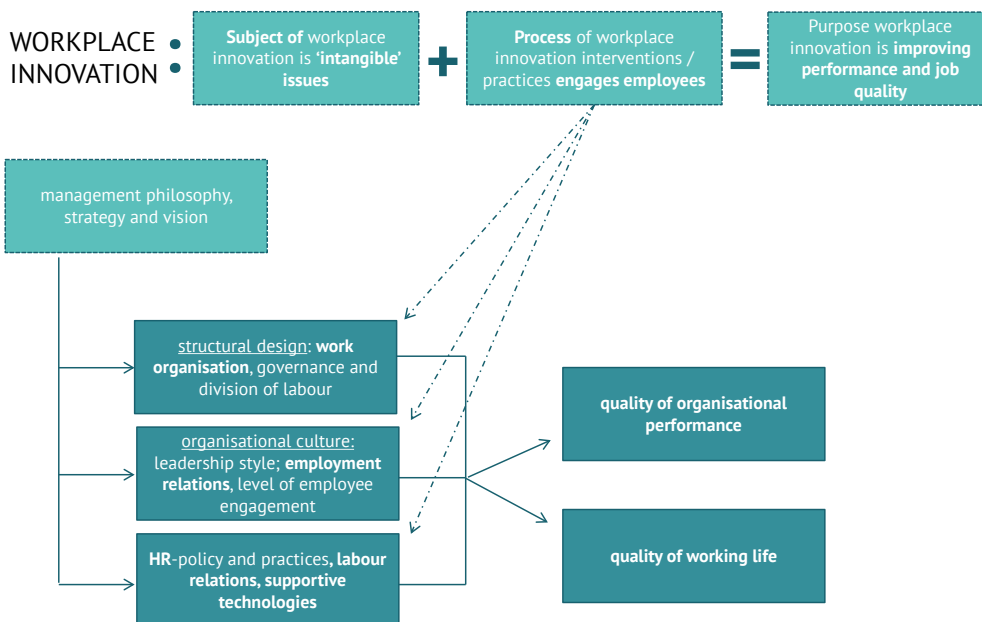 WORKPLACE
INNOVATION
:
Subject of workplace
innovation is ‘intangible’
issues
+
Process of workplace
innovation interventions /
practices engages employees
=
Purpose workplace
innovation is improving
performance and job
quality
management philosophy,
strategy and vision
structural design: work
organisation, governance and
division of labour
organisational culture:
leadership style; employment
relations, level of employee
engagement
HR-policy and practices, labour
relations, supportive
technologies
quality of organisational
performance
quality of working life